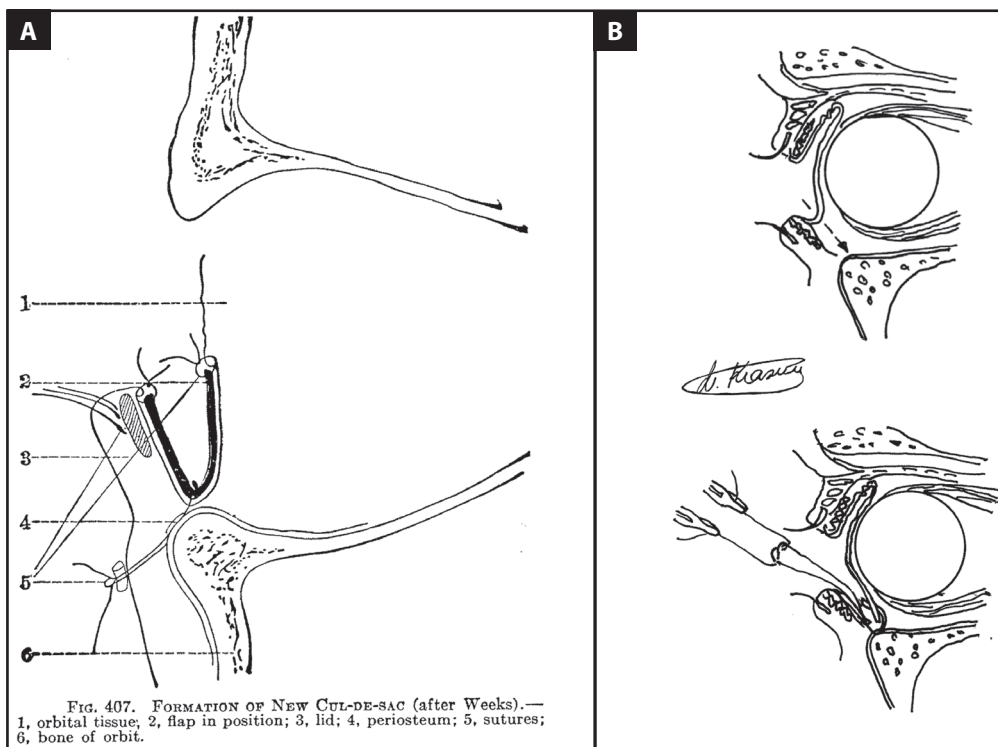 A
B
1
2
3
4
5
6
FIG. 407. FORMATION OF NEW CUL-DE-SAC (after Weeks).—
1, orbital tissue; 2, flap in position; 3, lid; 4, periosteum; 5, sutures;
6, bone of orbit.